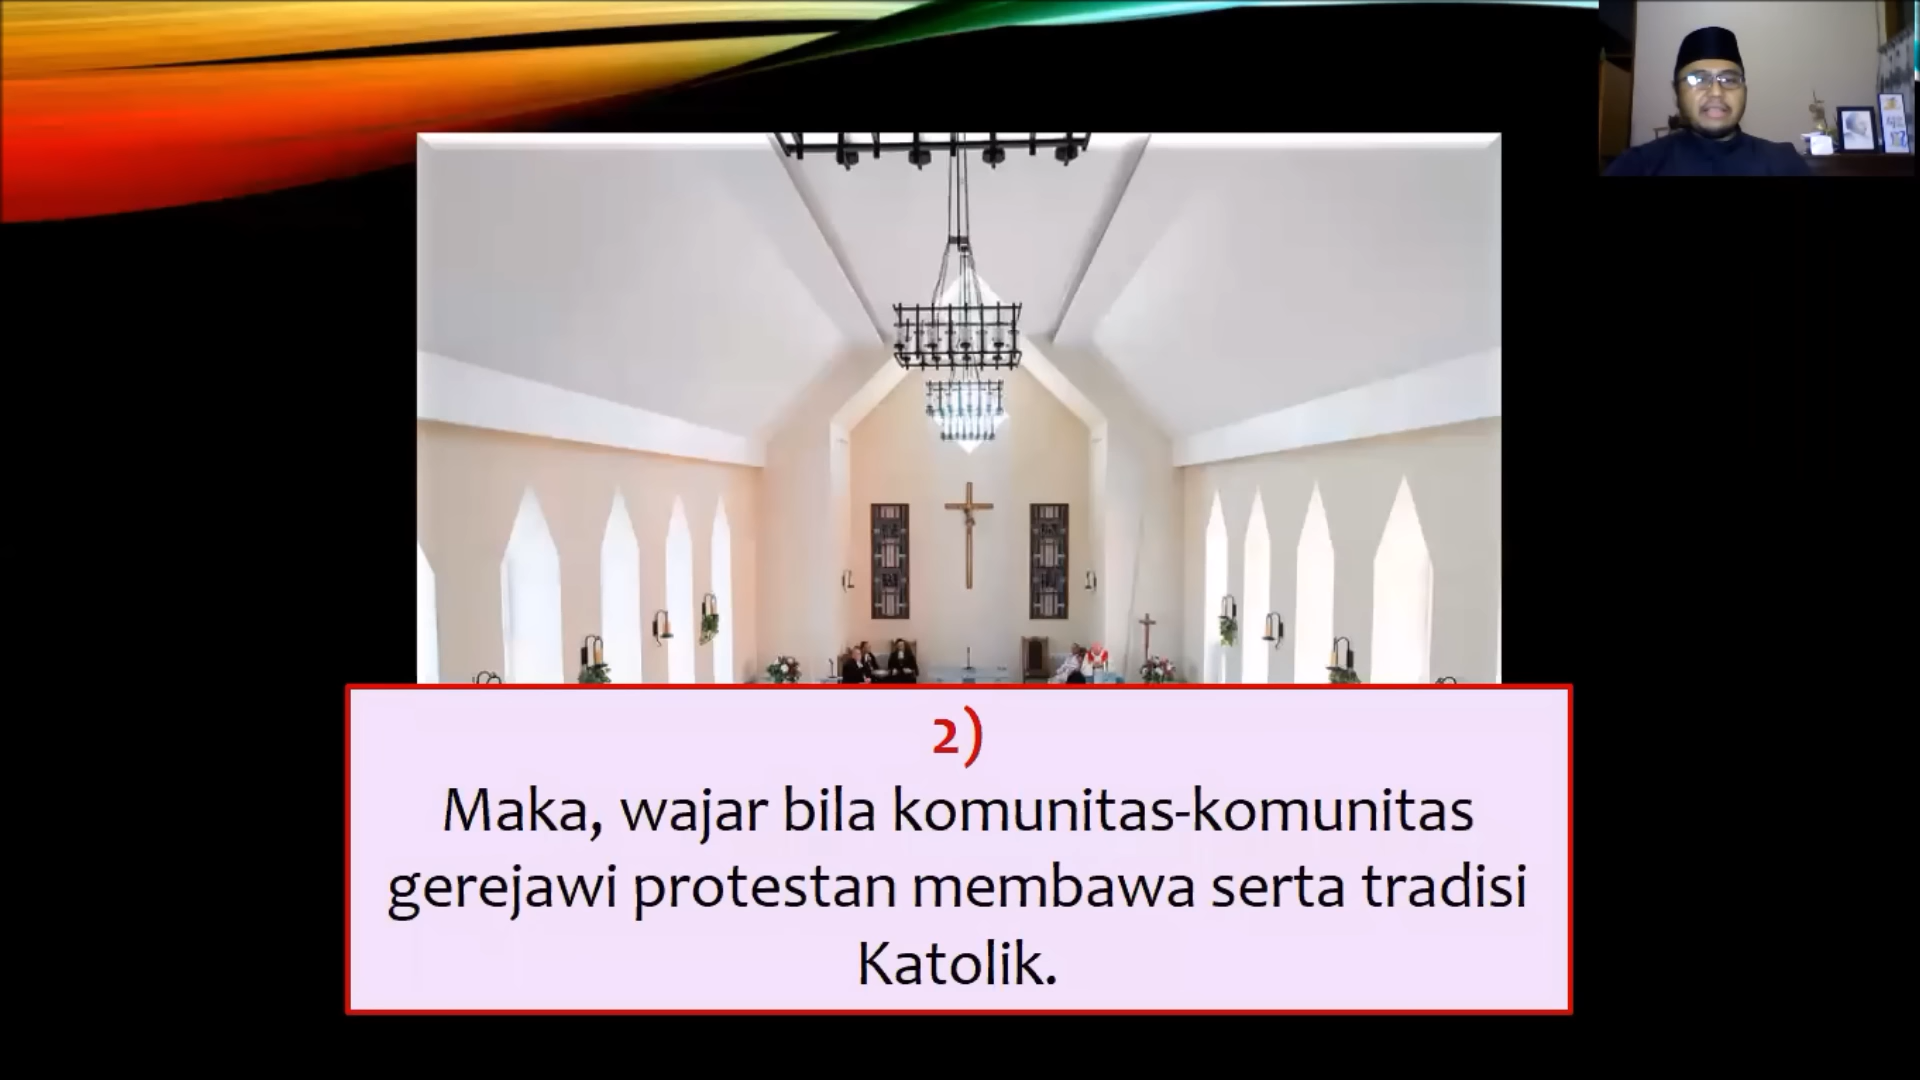 2)
Maka, wajar bila komunitas-komunitas
gerejawi protestan membawa serta tradisi
Katolik.